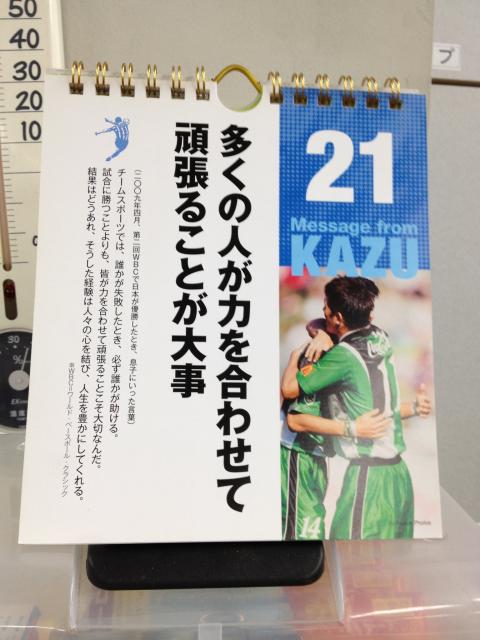 50
40
30
20
10
プ
21
Message from
KAZU
多くの人が力を合わせて
頑張ることが大事
(二〇〇九年四月、第二回WBCで日本が優勝したとき、息子にいった言葉)
チームスポーツでは、誰かが失敗したとき、必ず誰かが助ける。
試合に勝つことよりも、皆が力を合わせて頑張ることこそ大切なんだ。
結果はどうあれ、そうした経験は人々の心を結び、人生を豊かにしてくれる。
※WBC=ワールド・ベースボール・クラシック
14
30
%